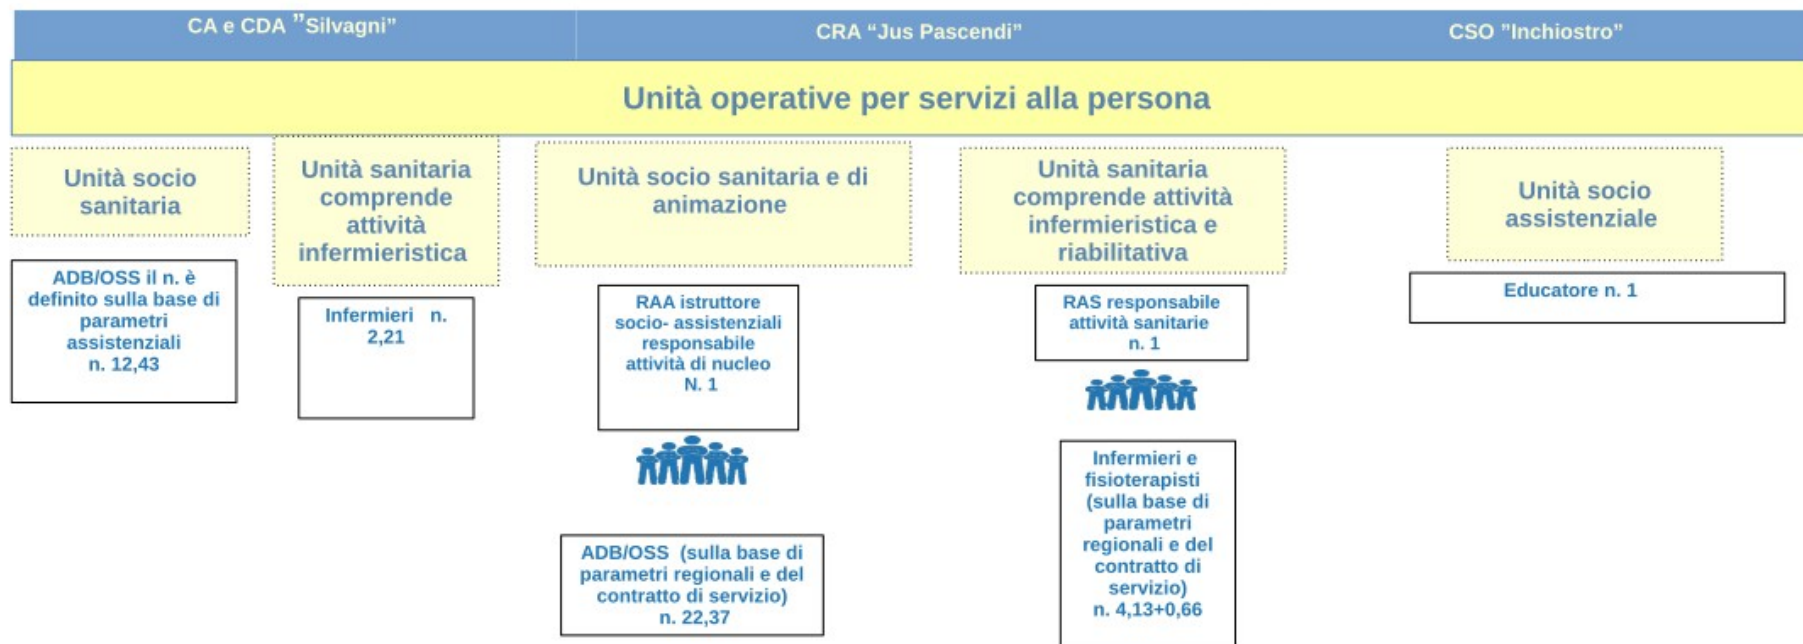 CA e CDA ”Silvagni”
CRA “Jus Pascendi”
CSO ”Inchiostro”
Unità operative per servizi alla persona
Unità socio
sanitaria
Unità sanitaria
comprende
attività
infermieristica
Unità socio sanitaria e di
animazione
Unità sanitaria
comprende attività
infermieristica e
riabilitativa
Unità socio
assistenziale
ADB/OSS il n. è
definito sulla base di
parametri
assistenziali
n. 12,43
Infermieri n.
2,21
RAA istruttore
socio- assistenziali
responsabile
attività di nucleo
N. 1
RAS responsabile
attività sanitarie
n. 1
Educatore n. 1
ADB/OSS (sulla base di
parametri regionali e del
contratto di servizio)
n. 22,37
Infermieri e
fisioterapisti
(sulla base di
parametri
regionali e del
contratto di
servizio)
n. 4,13+0,66